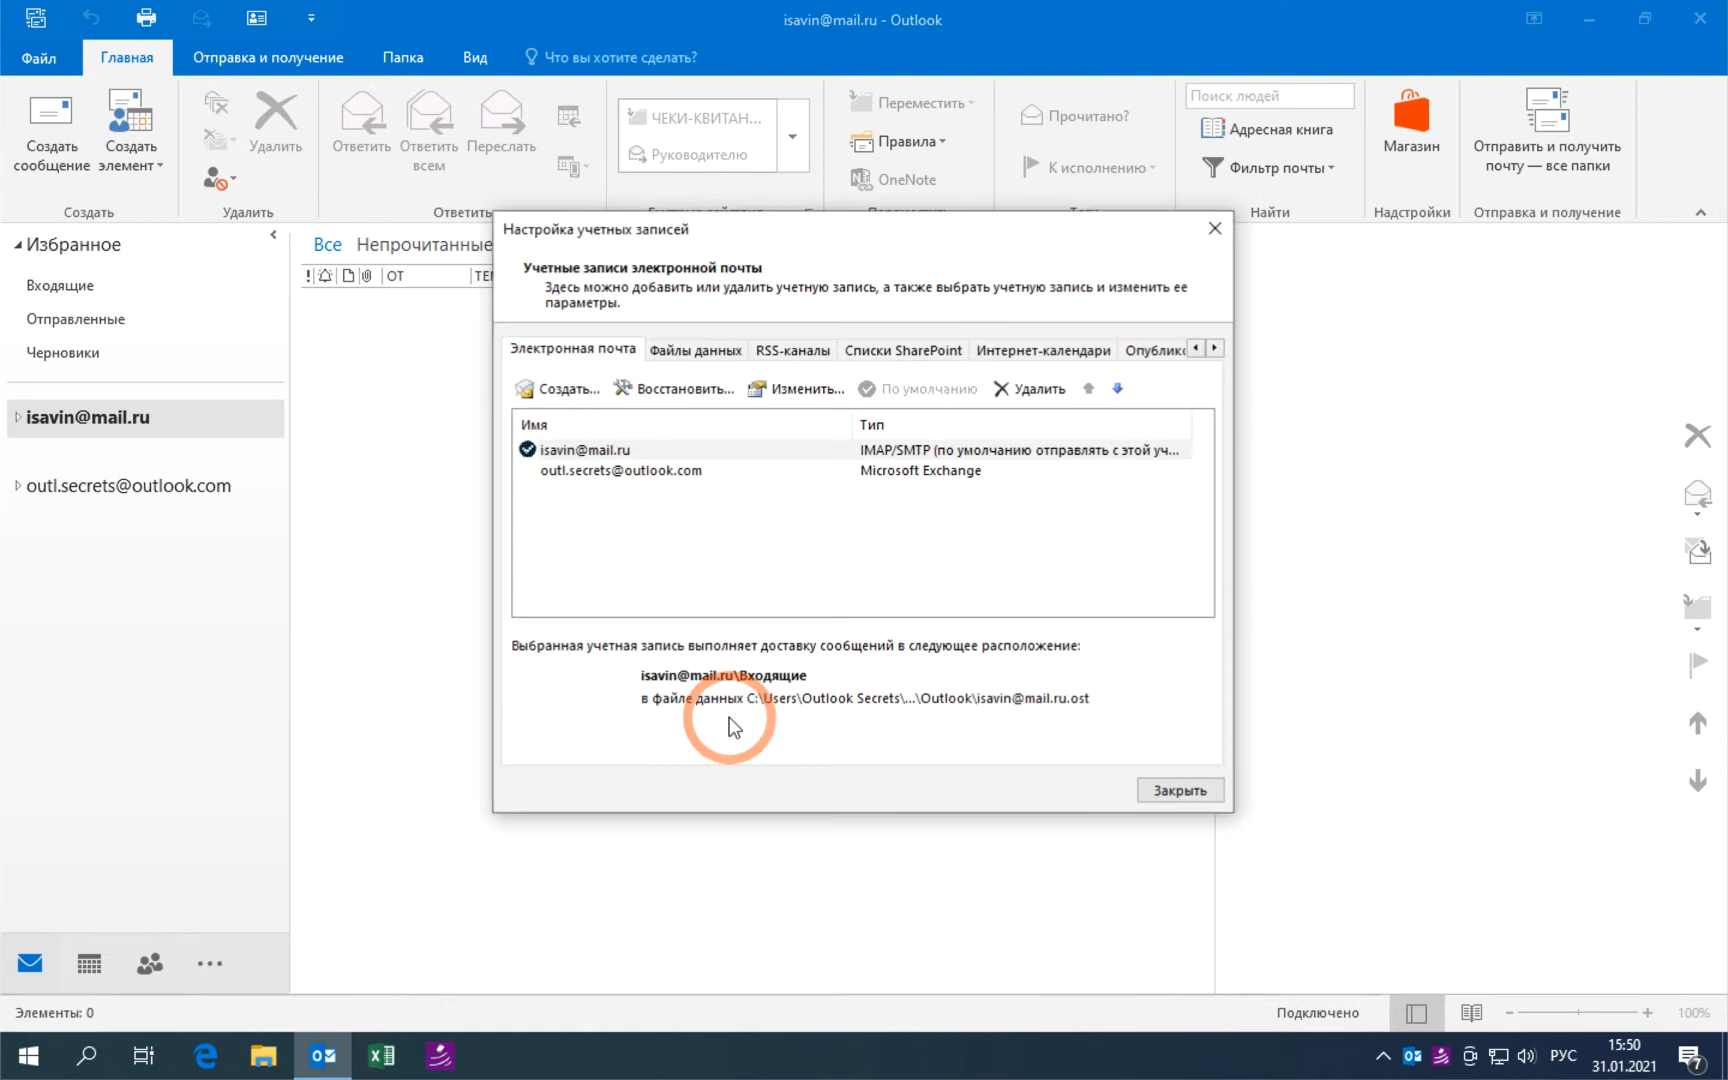 isavin@mail.ru - Outlook
Файл
Главная
Отправка и получение
Папка
Вид
Что вы хотите сделать?
Создать
сообщение
Создать
элемент
Создать
Удалить
Удалить
Ответить
Ответить
всем
Переслать
Ответить
ЧЕКИ-КВИТАН...
Руководителю
Переместить
Правила
OneNote
Прочитано?
К исполнению
Поиск людей
Адресная книга
Фильтр почты
Найти
Магазин
Надстройки
Отправить и получить
почту — все папки
Отправка и получение
Избранное
Входящие
Отправленные
Черновики
isavin@mail.ru
outl.secrets@outlook.com
Все
Непрочитанные
ОТ
Настройка учетных записей
Учетные записи электронной почты
Здесь можно добавить или удалить учетную запись, а также выбрать учетную запись и изменить ее
параметры.
Электронная почта
Файлы данных
RSS-каналы
Списки SharePoint
Интернет-календари
Создать...
Восстановить...
Изменить...
По умолчанию
Удалить
Имя
Тип
isavin@mail.ru
IMAP/SMTP (по умолчанию отправлять с этой уч...
outl.secrets@outlook.com
Microsoft Exchange
Выбранная учетная запись выполняет доставку сообщений в следующее расположение:
isavin@mail.ru\Входящие
в файле данных C:\Users\Outlook Secrets\...\Outlook\isavin@mail.ru.ost
Закрыть
Элементы: 0
Подключено
100%
РУС
15:50
31.01.2021
7